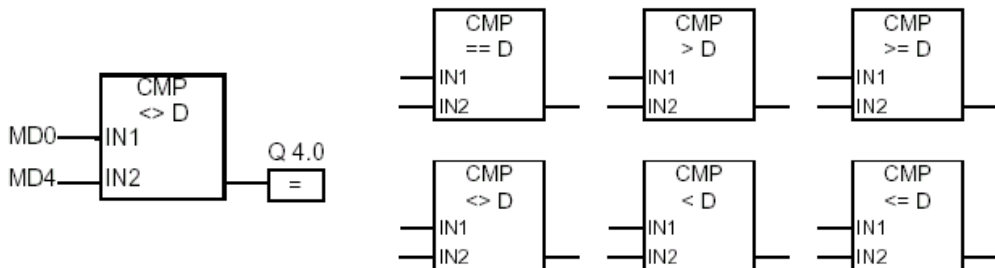 CMP
<> D
MD0
IN1
MD4
IN2
Q 4.0
=
CMP
== D
IN1
IN2
CMP
> D
IN1
IN2
CMP
>= D
IN1
IN2
CMP
<> D
IN1
IN2
CMP
< D
IN1
IN2
CMP
<= D
IN1
IN2